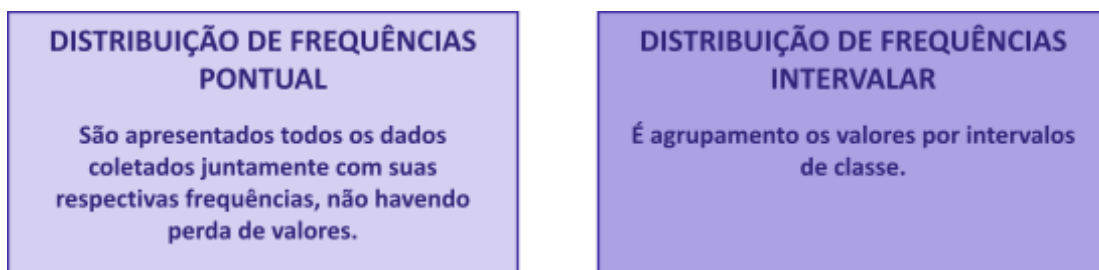 DISTRIBUIÇÃO DE FREQUÊNCIAS
PONTUAL
São apresentados todos os dados
coletados juntamente com suas
respectivas frequências, não havendo
perda de valores.
DISTRIBUIÇÃO DE FREQUÊNCIAS
INTERVALAR
É agrupamento os valores por intervalos
de classe.